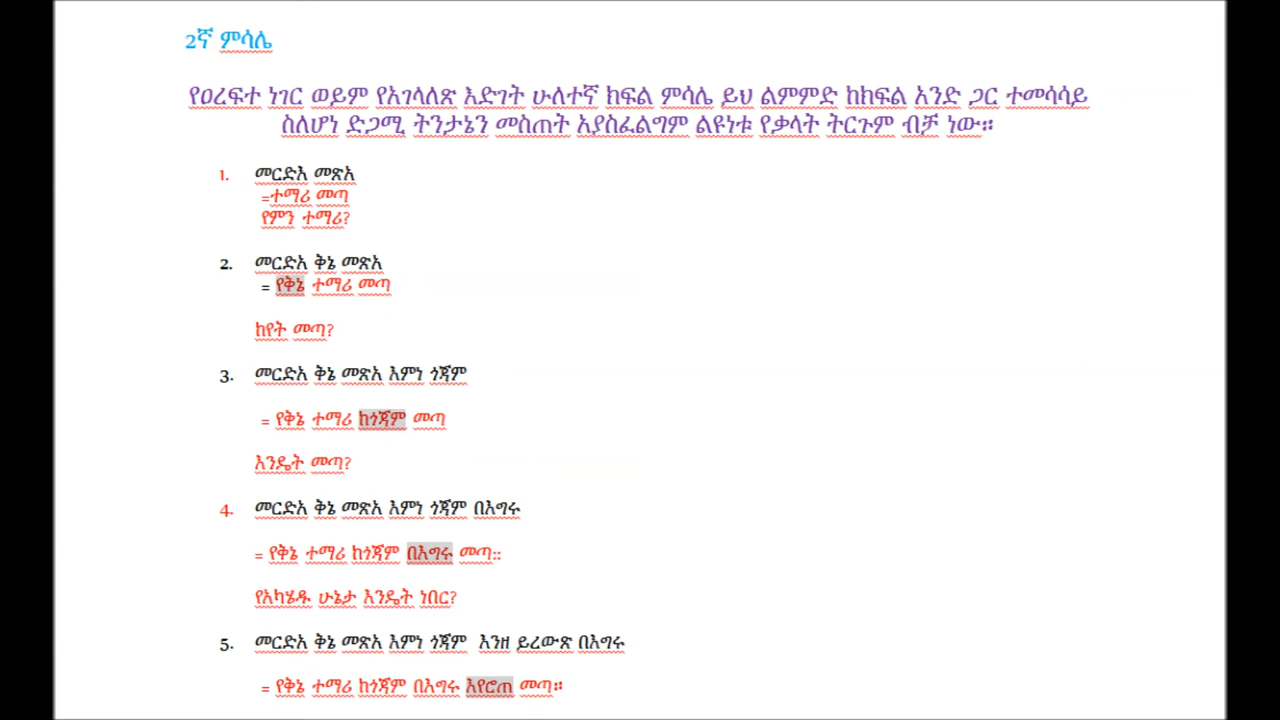 2ኛ ምሳሌ
የዐረፍተ ነገር ወይም የአገላለጽ እድገት ሁለተኛ ክፍል ምሳሌ ይህ ልምምድ ከክፍል አንድ ጋር ተመሳሳይ
ስለሆነ ድጋሚ ትንታኔን መስጠት አያስፈልግም ልዩነቱ የቃላት ትርጉም ብቻ ነው።
1. መርድእ መጽአ
=ተማሪ መጣ
የምን ተማሪ?
2. መርድአ ቅኔ መጽአ
= የቅኔ ተማሪ መጣ
ከየት መጣ?
3. መርድአ ቅኔ መጽአ እምነ ጎጃም
= የቅኔ ተማሪ ከጎጃም መጣ
እንዴት መጣ?
4. መርድአ ቅኔ መጽአ እምነ ጎጃም በእግሩ
= የቅኔ ተማሪ ከጎጃም በእግሩ መጣ::
የአካሄዱ ሁኔታ እንዴት ነበር?
5. መርድአ ቅኔ መጽአ እምነ ጎጃም እንዘ ይረውጽ በእግሩ
= የቅኔ ተማሪ ከጎጃም በእግሩ እየሮጠ መጣ።